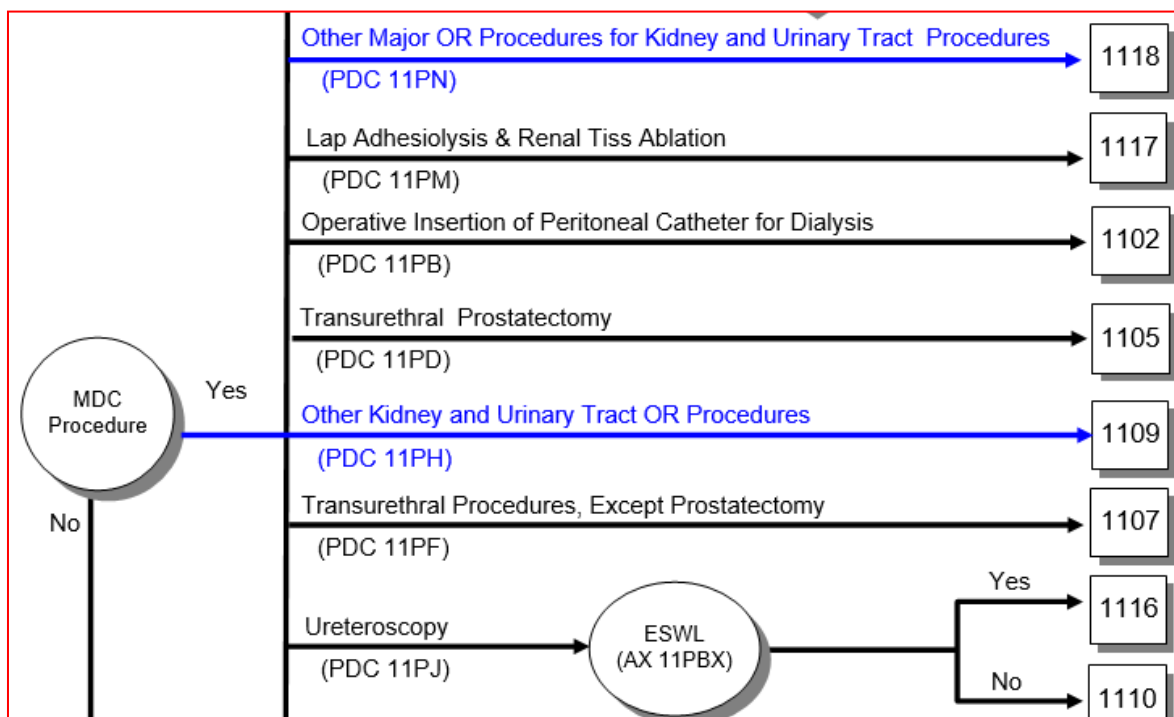 Other Major OR Procedures for Kidney and Urinary Tract Procedures
(PDC 11PN)
1118
Lap Adhesiolysis & Renal Tiss Ablation
(PDC 11PM)
1117
Operative Insertion of Peritoneal Catheter for Dialysis
(PDC 11PB)
1102
Transurethral Prostatectomy
(PDC 11PD)
1105
MDC
Procedure
Yes
No
Other Kidney and Urinary Tract OR Procedures
(PDC 11PH)
1109
Transurethral Procedures, Except Prostatectomy
(PDC 11PF)
1107
Ureteroscopy
(PDC 11PJ)
ESWL
(AX 11PBX)
Yes
1116
No
1110